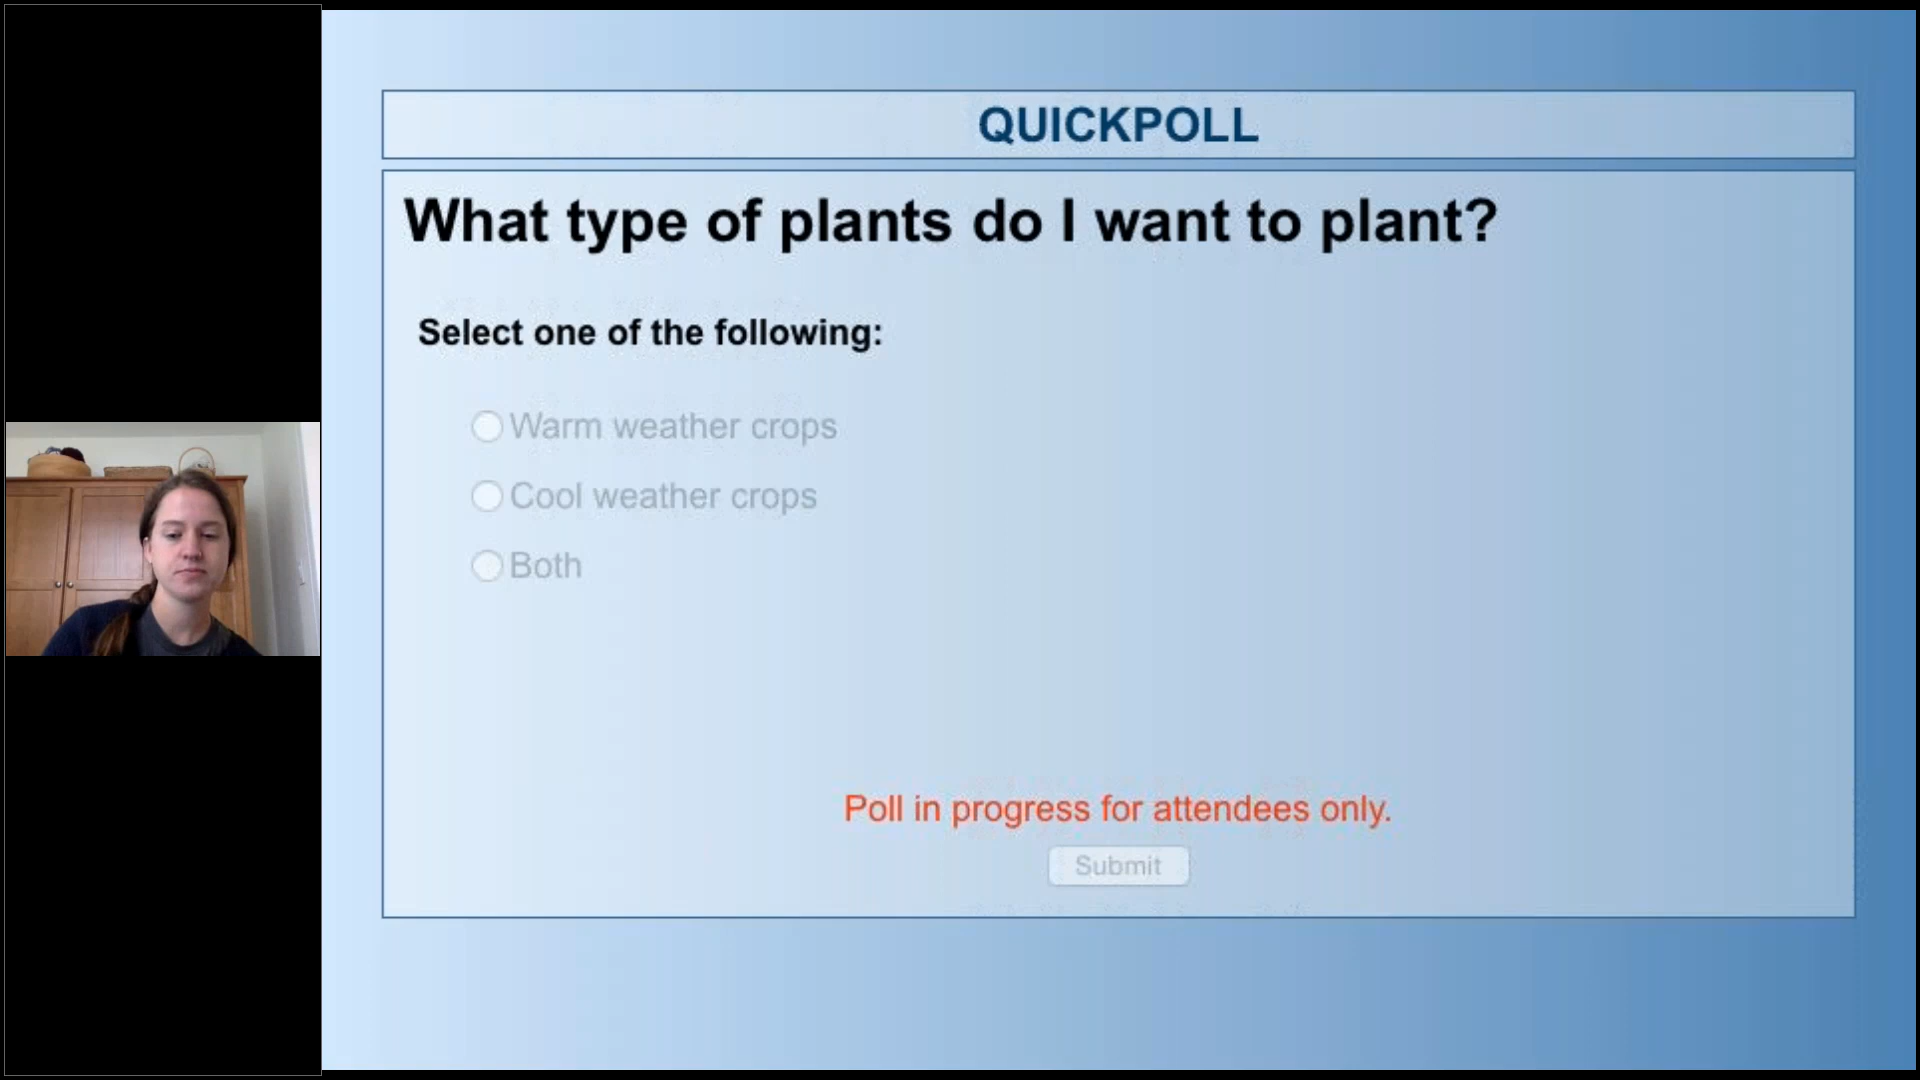 QUICKPOLL
What type of plants do I want to plant?
Select one of the following:
Warm weather crops
Cool weather crops
Both
Poll in progress for attendees only.
Submit